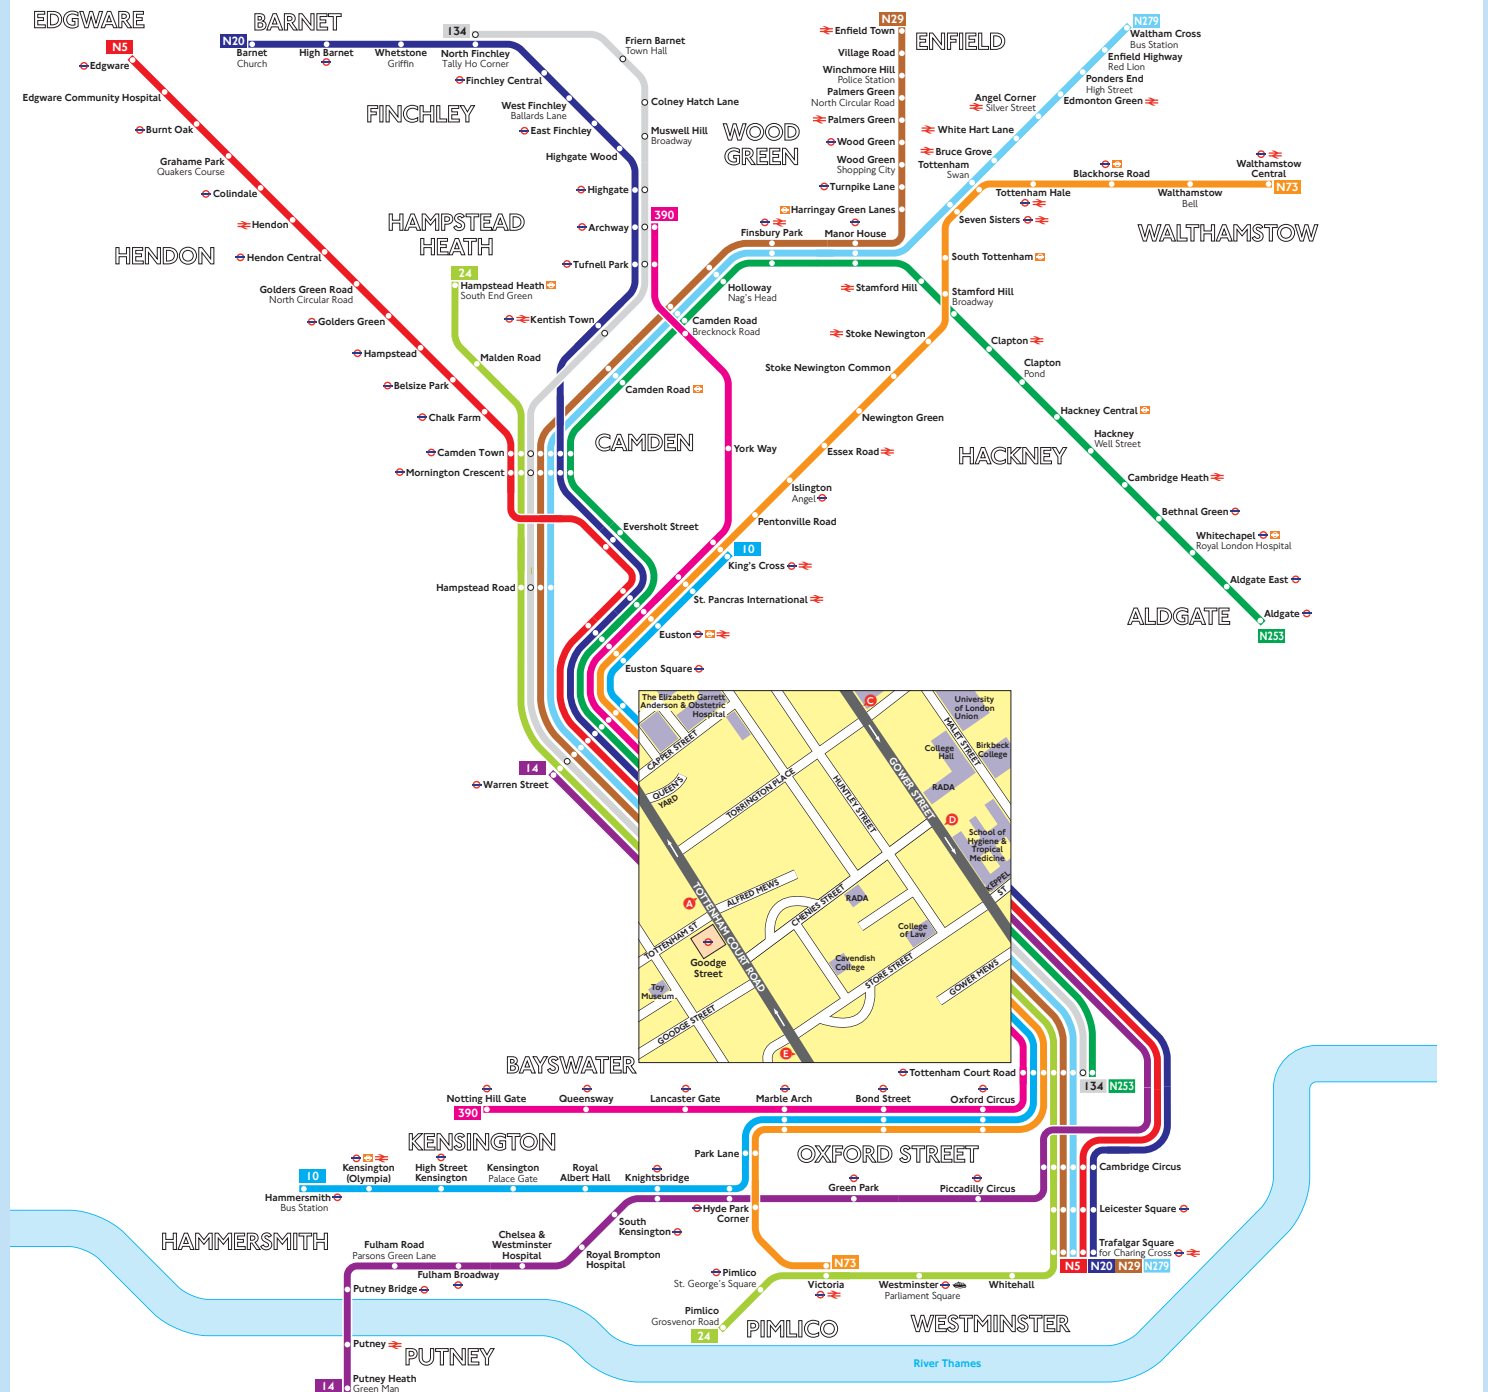 EDGWARE
N5
Edgware
Edgware Community Hospital
Burnt Oak
Grahame Park
Quakers Course
Colindale
Hendon
HENDON
Hendon Central
Golders Green Road
North Circular Road
Golders Green
Hampstead
Belsize Park
Chalk Farm
Camden Town
Mornington Crescent
BARNET
N20
Barnet
Church
High Barnet
Whetstone
Griffin
134
North Finchley
Tally Ho Corner
Finchley Central
FINCHLEY
West Finchley
Ballards Lane
East Finchley
Highgate Wood
Highgate
Archway
Tufnell Park
Kentish Town
Friern Barnet
Town Hall
Colney Hatch Lane
Muswell Hill
Broadway
390
HAMPSTEAD
HEATH
24
Hampstead Heath
South End Green
Malden Road
WOOD
GREEN
N29
Enfield Town
ENFIELD
Village Road
Winchmore Hill
Police Station
Palmers Green
North Circular Road
Palmers Green
Wood Green
Wood Green
Shopping City
Turnpike Lane
Harringay Green Lanes
Finsbury Park
Manor House
Holloway
Nag's Head
Camden Road
Brecknock Road
Camden Road
CAMDEN
York Way
N279
Waltham Cross
Bus Station
Enfield Highway
Red Lion
Ponders End
High Street
Edmonton Green
Angel Corner
Silver Street
White Hart Lane
Bruce Grove
Tottenham
Swan
Blackhorse Road
Walthamstow
Central
N73
Tottenham Hale
Walthamstow
Bell
WALTHAMSTOW
Seven Sisters
South Tottenham
Stamford Hill
Stamford Hill
Broadway
Stoke Newington
Stoke Newington Common
Newington Green
Essex Road
Islington
Angel
Pentonville Road
Clapton
Clapton
Pond
Hackney Central
Hackney
Well Street
HACKNEY
Cambridge Heath
Bethnal Green
Whitechapel
Royal London Hospital
Aldgate East
ALDGATE
Aldgate
N253
Eversholt Street
Hampstead Road
10
King's Cross
St. Pancras International
Euston
Euston Square
14
Warren Street
The Elizabeth Garrett
Anderson & Obstetric
Hospital
CAPPER STREET
QUEEN'S
YARD
TORRINGTON PLACE
HUNTLEY STREET
C
GOWER STREET
University
of London
Union
MALET STREET
College
Hall
Birkbeck
College
RADA
D
School of
Hygiene &
Tropical
Medicine
KEPPEL
ST
ALFRED MEWS
A
TOTTENHAM ST
TOTTENHAM COURT ROAD
CHENIES STREET
RADA
College
of Law
Goodge
Street
Cavendish
College
STORE STREET
GOWER MEWS
Toy
Museum
GOODGE STREET
E
BAYSWATER
Tottenham Court Road
134
N253
Notting Hill Gate
390
Queensway
Lancaster Gate
Marble Arch
Bond Street
Oxford Circus
KENSINGTON
OXFORD STREET
Park Lane
Cambridge Circus
10
Hammersmith
Bus Station
Kensington
(Olympia)
High Street
Kensington
Kensington
Palace Gate
Royal
Albert Hall
Knightsbridge
Green Park
Piccadilly Circus
Hyde Park
Corner
Leicester Square
South
Kensington
HAMMERSMITH
Fulham Road
Parsons Green Lane
Chelsea &
Westminster
Hospital
Royal Brompton
Hospital
Fulham Broadway
Putney Bridge
Trafalgar Square
for Charing Cross
N5
N20
N29
N279
N73
Victoria
Pimlico
St. George's Square
Westminster
Parliament Square
Whitehall
Pimlico
Grosvenor Road
24
PIMLICO
WESTMINSTER
Putney
PUTNEY
14
Putney Heath
Green Man
River Thames